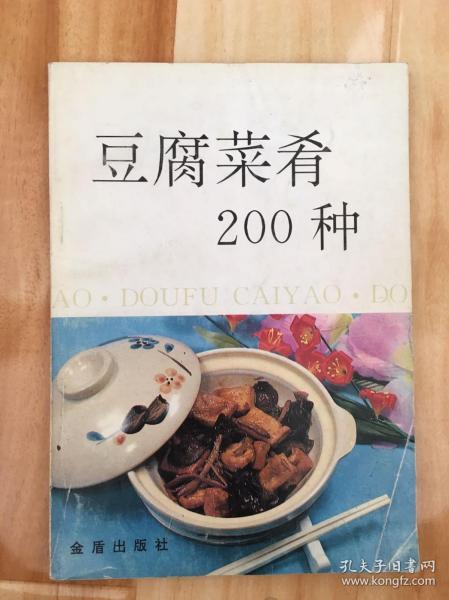 豆腐菜肴
200种
AO · DOUFU CAIYAO · DO
金盾出版社
孔夫子旧书网
www.kongfz.com